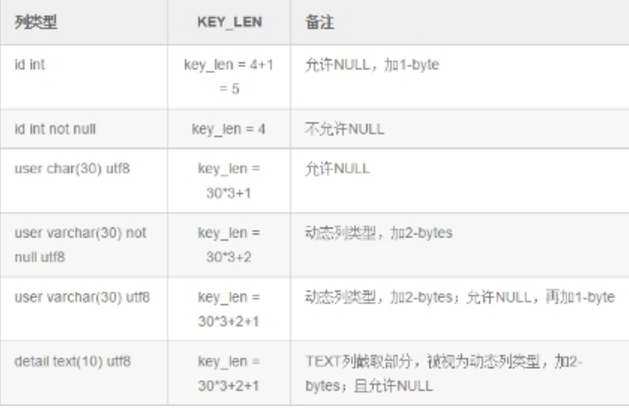 列类型 KEY_LEN 备注
id int key_len = 4+1 允许NULL，加1-byte
= 5
id int not null key_len = 4 不允许NULL
user char(30) utf8 key_len = 允许NULL
30*3+1
user varchar(30) not key_len = 动态列类型，加2-bytes
null utf8 30*3+2
user varchar(30) utf8 key_len = 动态列类型，加2-bytes；允许NULL，再加1-byte
30*3+2+1
detail text(10) utf8 key_len = TEXT列截取部分，被视为动态列类型，加2-
30*3+2+1 bytes；且允许NULL